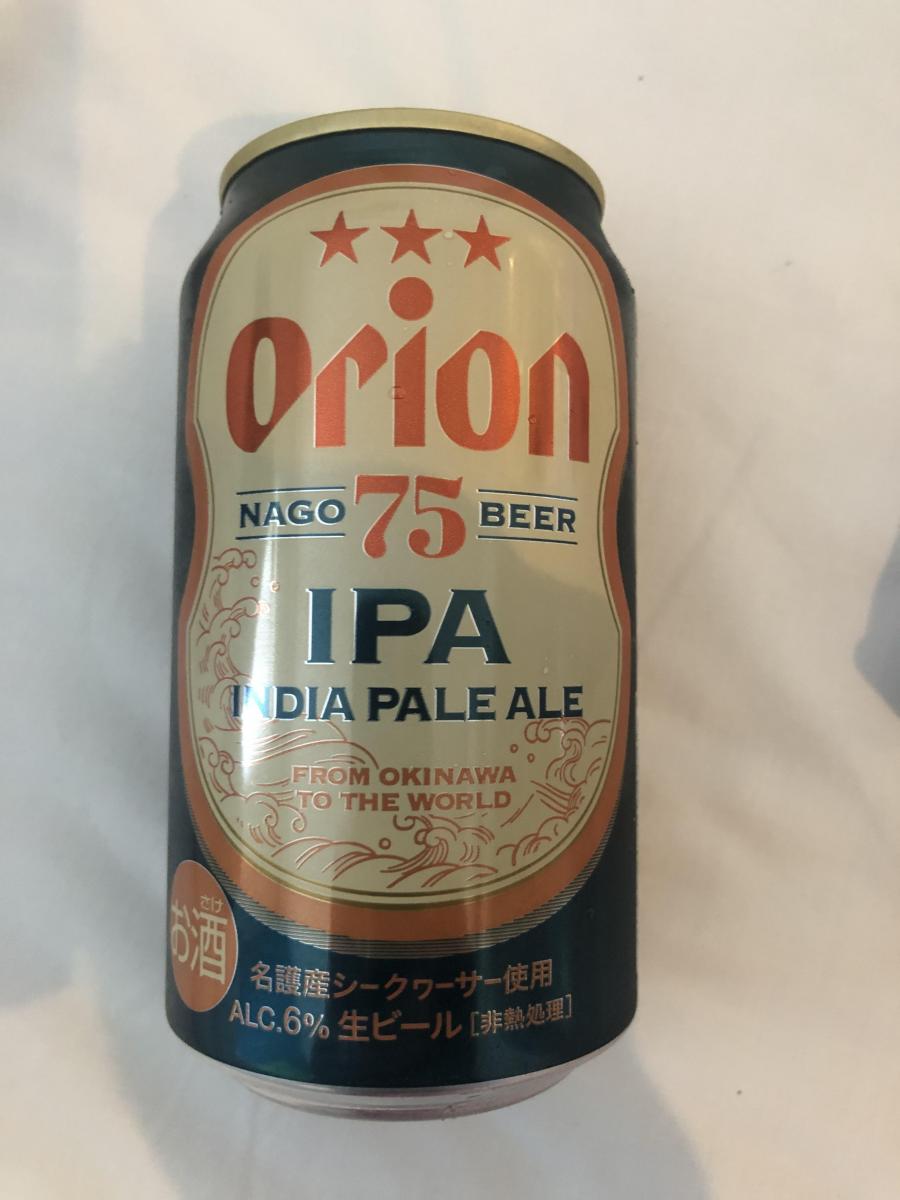 orion
NAGO 75 BEER
IPA
INDIA PALE ALE
FROM OKINAWA
TO THE WORLD
さけ
お酒
名護産シークヮーサー使用
ALC.6% 生ビール [非熱処理]